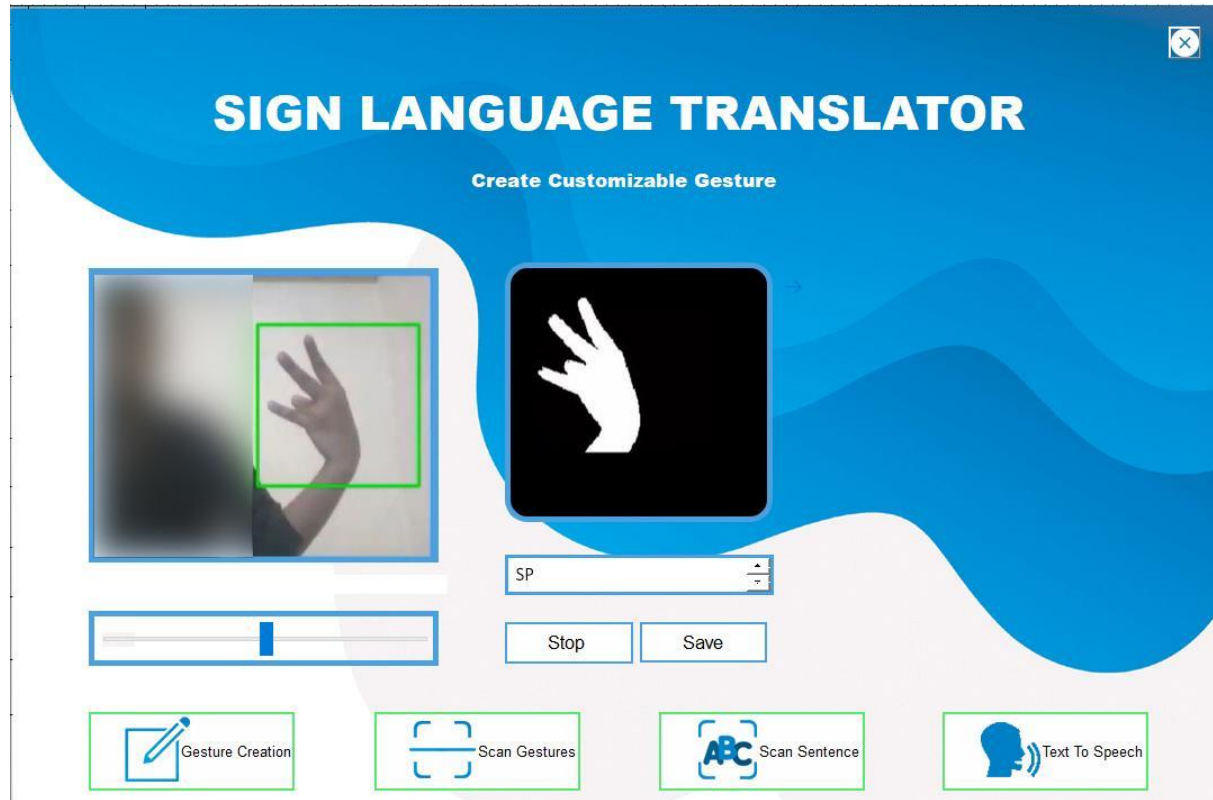 SIGN LANGUAGE TRANSLATOR
Create Customizable Gesture
SP
Stop
Save
Gesture Creation
Scan Gestures
ABC
Scan Sentence
Text To Speech